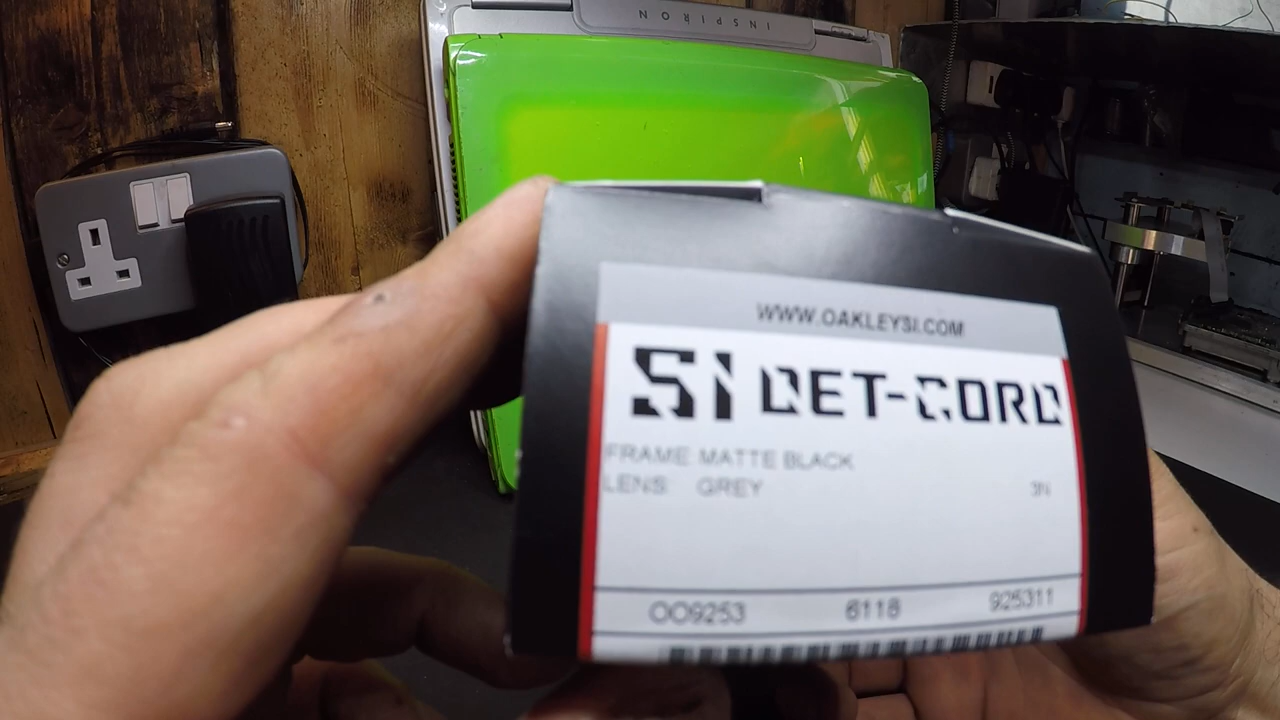 INSPIRON
WWW.OAKLEYSI.COM
SI DET-CORD
FRAME: MATTE BLACK
LENS: GREY 3N
OO9253 6118 925311